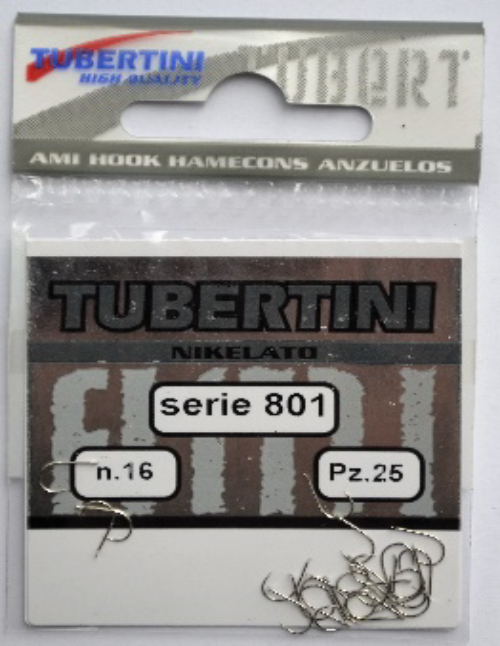 TUBERTINI
HIGH QUALITY
TUBERT
AMI HOOK HAMECONS ANZUELOS
TUBERTINI
NIKELATO
serie 801
n.16
Pz.25